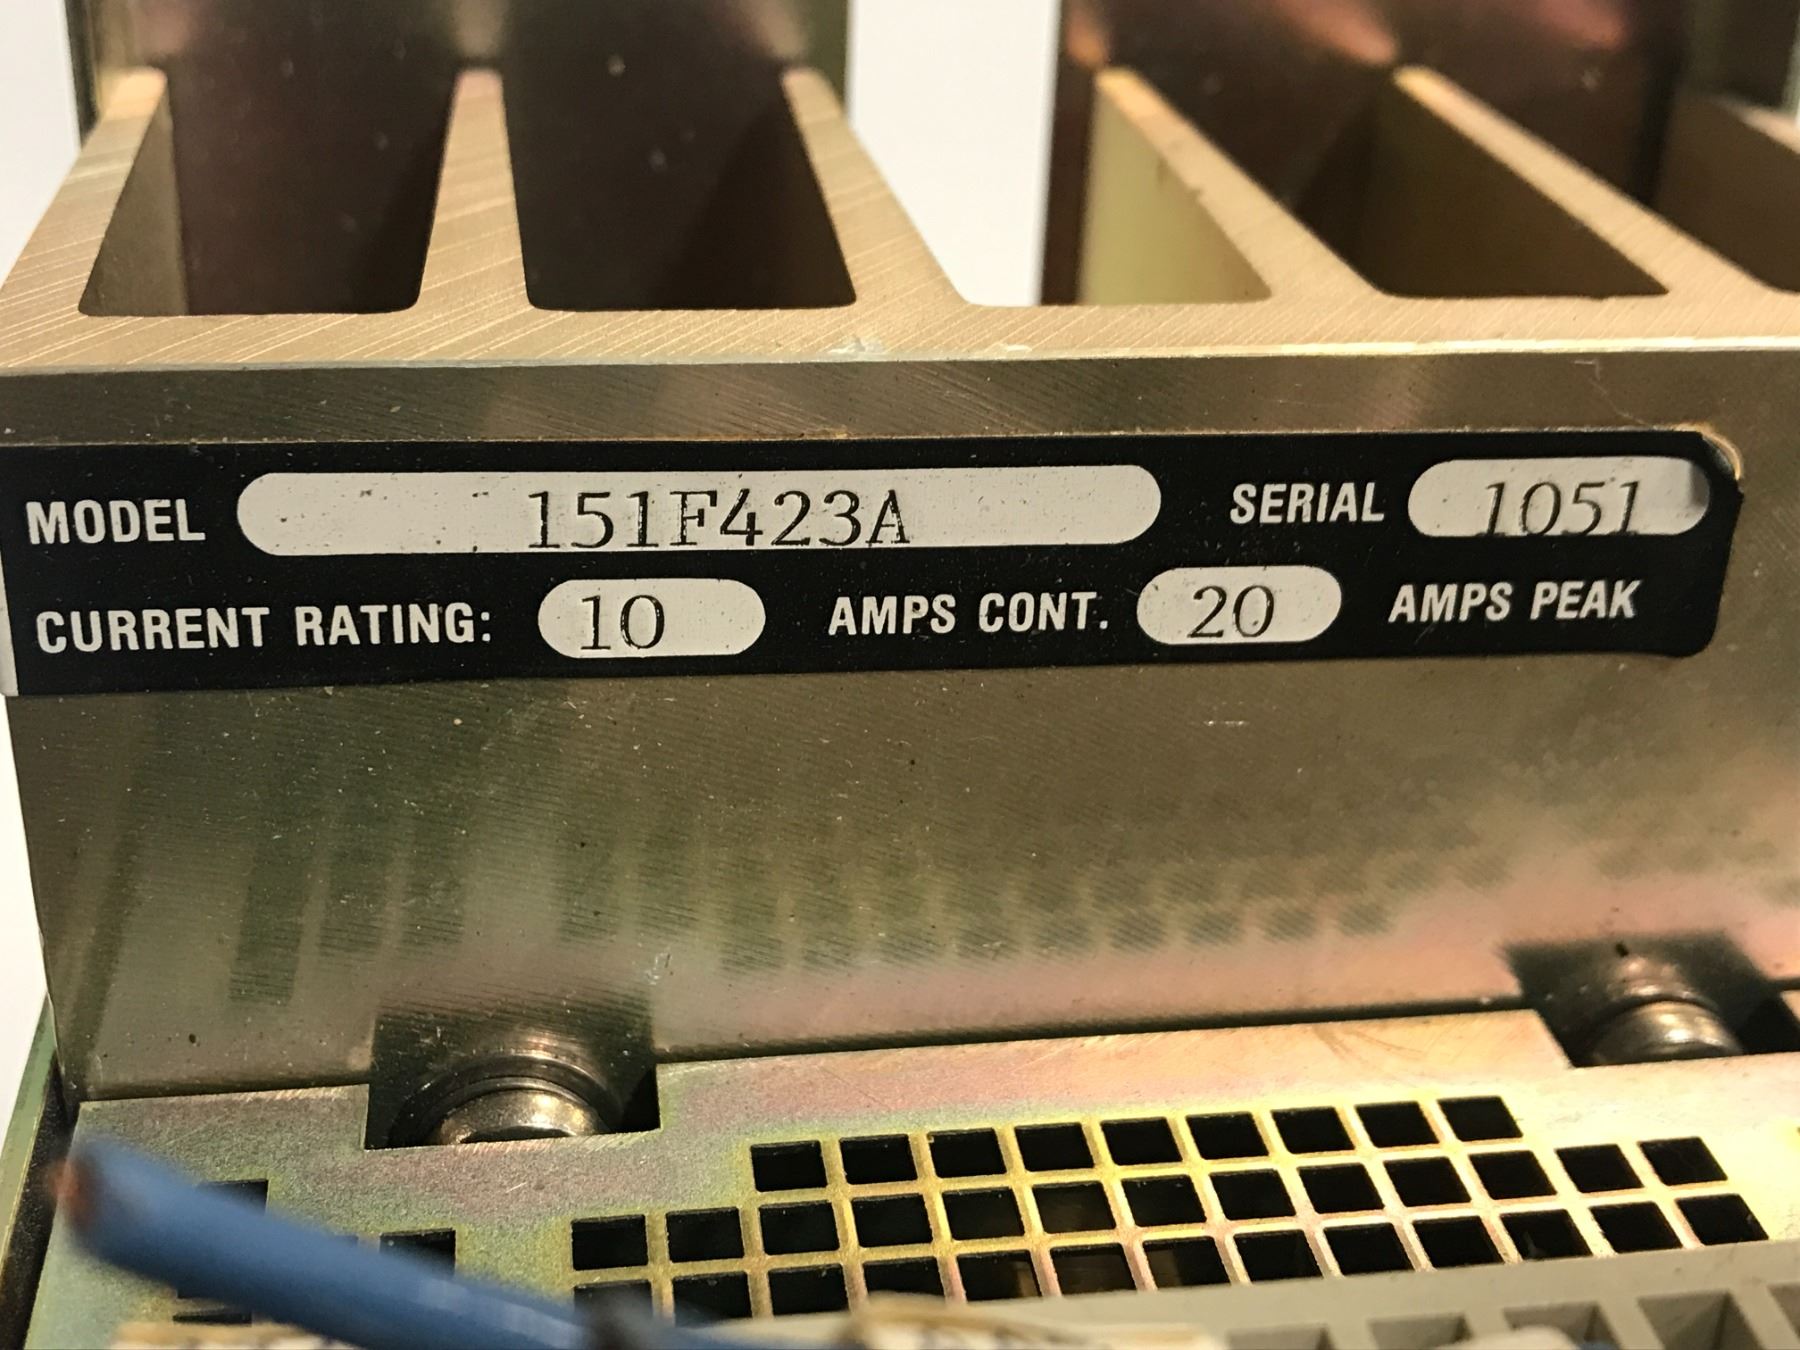 MODEL 151F423A SERIAL 1051
CURRENT RATING: 10 AMPS CONT. 20 AMPS PEAK